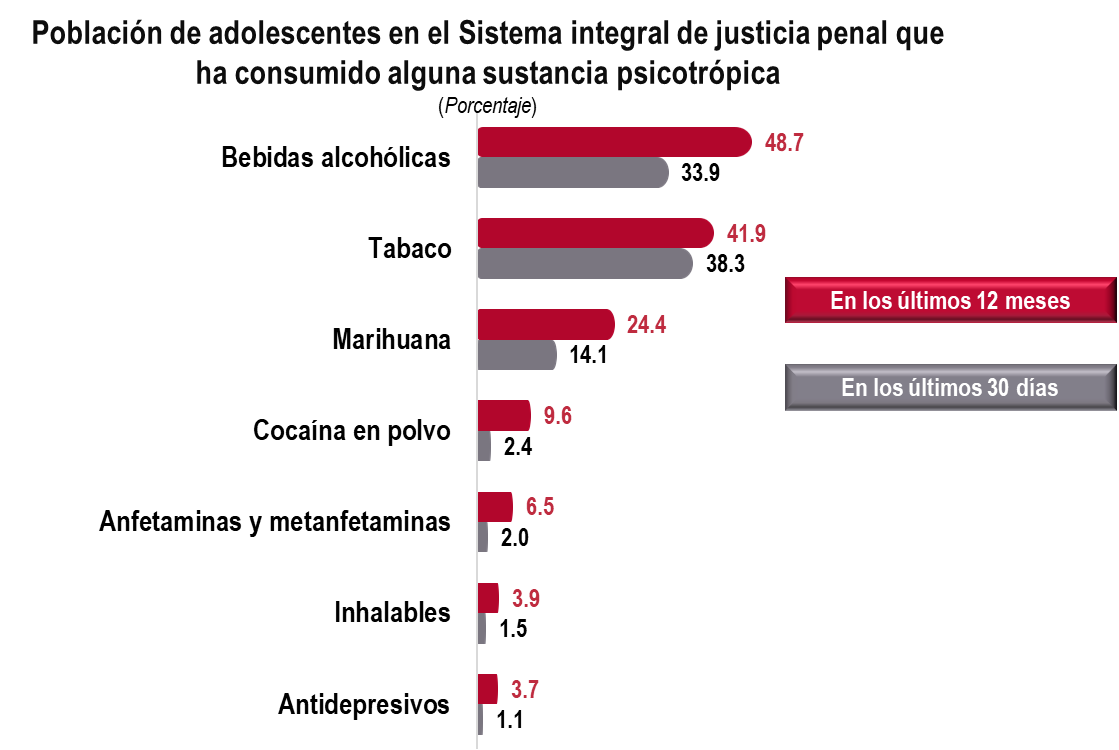 Población de adolescentes en el Sistema integral de justicia penal que
ha consumido alguna sustancia psicotrópica
(Porcentaje)
Bebidas alcohólicas
48.7
33.9
Tabaco
41.9
38.3
Marihuana
24.4
14.1
Cocaína en polvo
9.6
2.4
Anfetaminas y metanfetaminas
6.5
2.0
Inhalables
3.9
1.5
Antidepresivos
3.7
1.1
En los últimos 12 meses
En los últimos 30 días